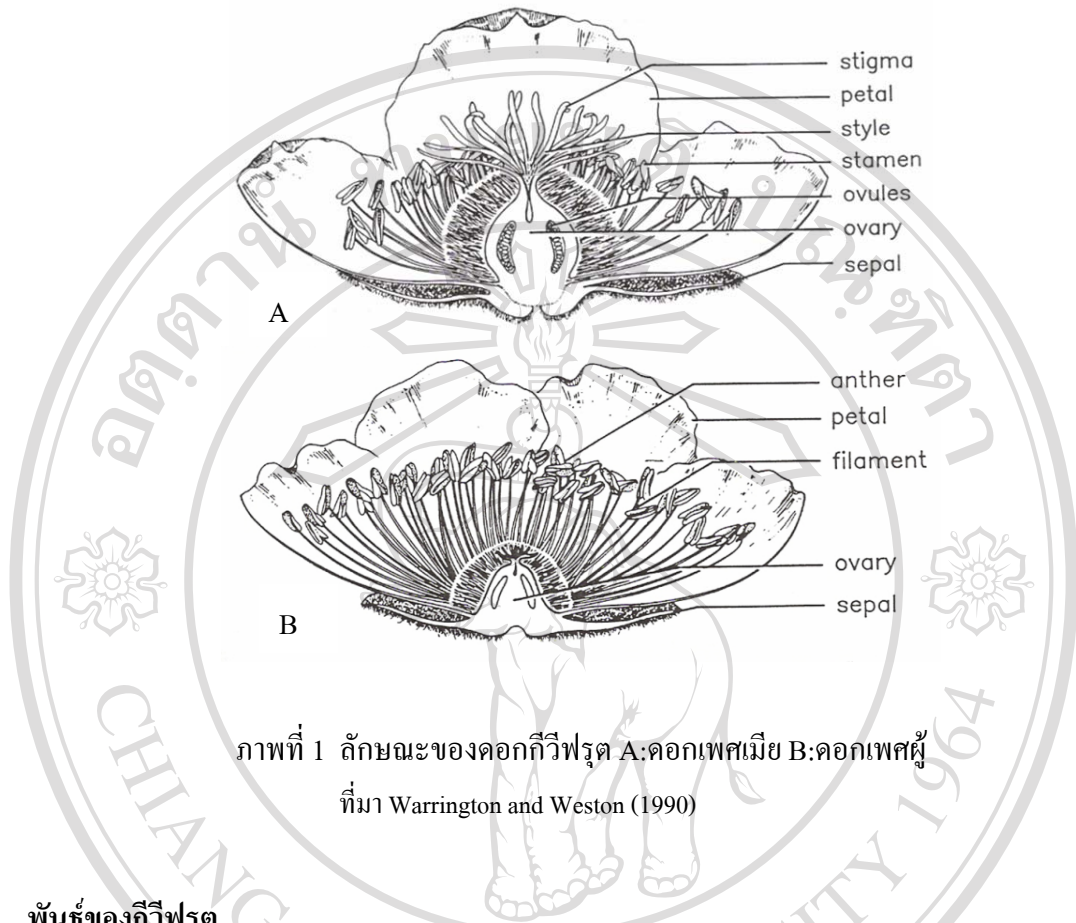 stigma
petal
style
stamen
ovules
ovary
sepal
A
anther
petal
filament
ovary
sepal
B
ภาพที่ 1 ลักษณะของดอกกีวีฟรุต A:ดอกเพศเมีย B:ดอกเพศผู้
ที่มา Warrington and Weston (1990)
พันธุ์ของกีวีฟรุต
CHIANG
1964